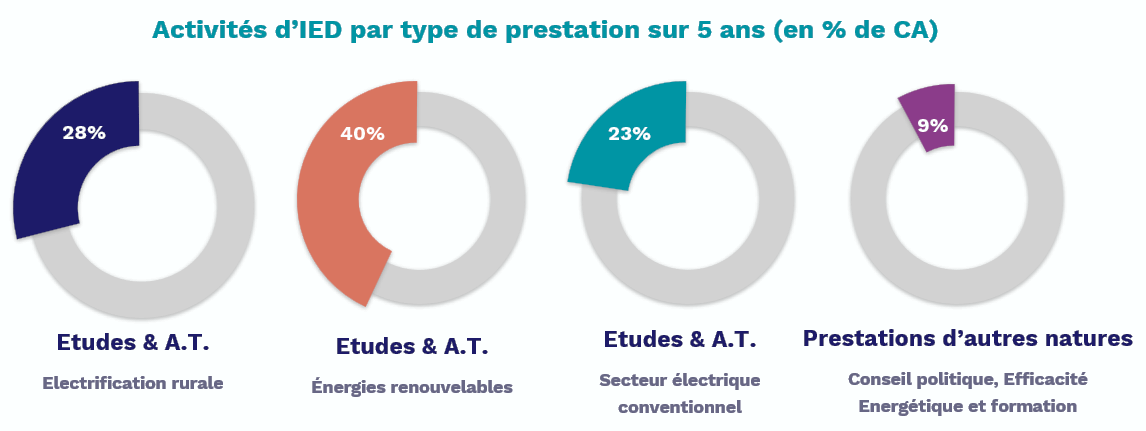 Activités d'IED par type de prestation sur 5 ans (en % de CA)
28%
40%
23%
9%
Etudes & A.T.
Electrification rurale
Etudes & A.T.
Énergies renouvelables
Etudes & A.T.
Secteur électrique
conventionnel
Prestations d'autres natures
Conseil politique, Efficacité
Energétique et formation